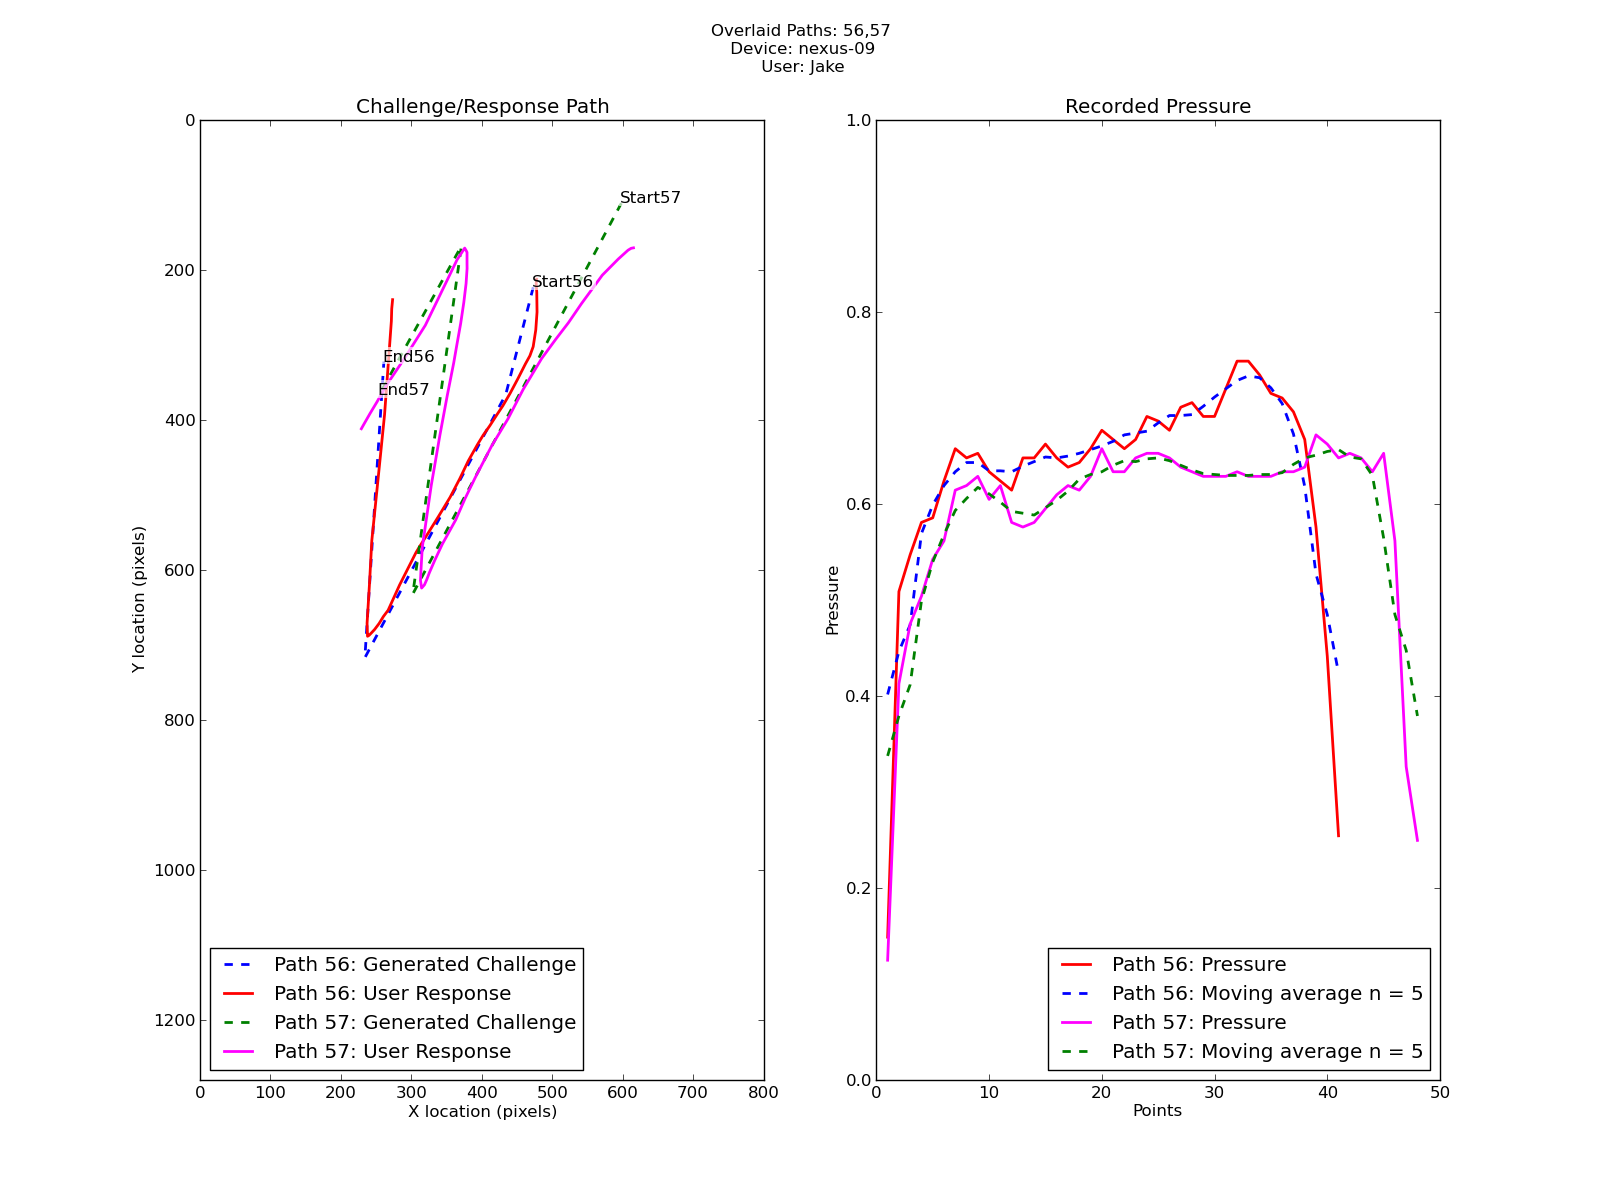 Overlaid Paths: 56,57
Device: nexus-09
User: Jake
Challenge/Response Path
0
200
400
600
800
1000
1200
Y location (pixels)
Start57
Start56
End56
End57
Path 56: Generated Challenge
Path 56: User Response
Path 57: Generated Challenge
Path 57: User Response
0 100 200 300 400 500 600 700 800
X location (pixels)
Recorded Pressure
1.0
0.8
0.6
0.4
0.2
0.0
Pressure
Path 56: Pressure
Path 56: Moving average n = 5
Path 57: Pressure
Path 57: Moving average n = 5
0 10 20 30 40 50
Points